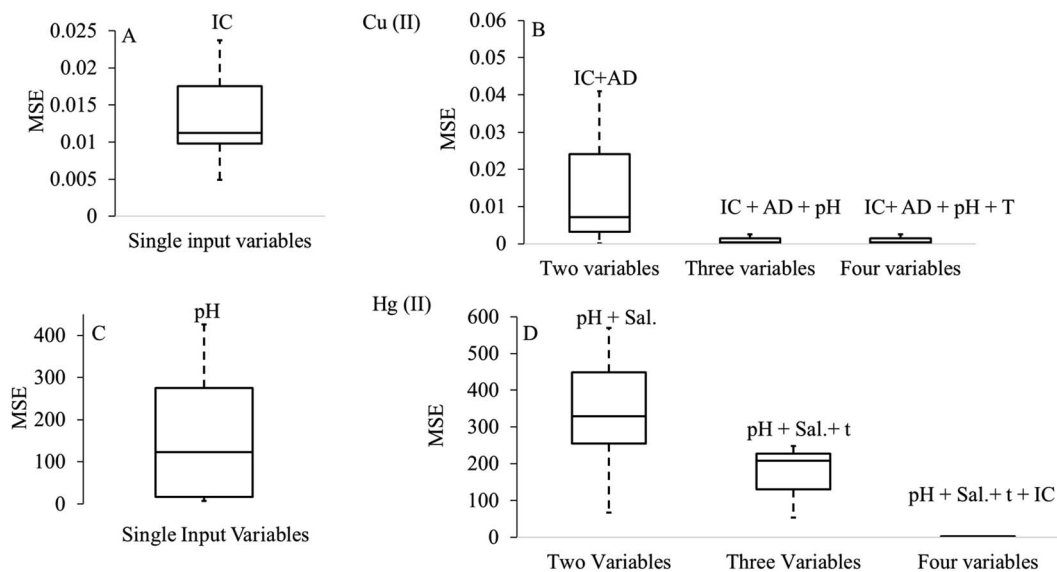 Cu (II)
A
IC
0.025
0.02
0.015
0.01
0.005
0
MSE
Single input variables
B
0.06
0.05
0.04
0.03
0.02
0.01
0
MSE
IC+AD
IC + AD + pH
IC+ AD + pH + T
Two variables
Three variables
Four variables
Hg (II)
C
pH
400
300
200
100
0
MSE
Single Input Variables
D
600
500
400
300
200
100
0
MSE
pH + Sal.
pH + Sal.+ t
pH + Sal.+ t + IC
Two Variables
Three Variables
Four variables